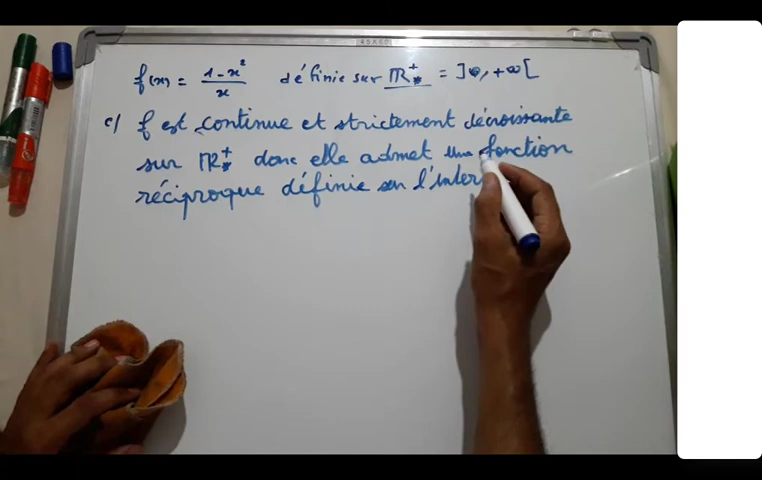 f(x) = (1-x²)/x définie sur ℝ*⁺ = ]0, +∞[
c/ f est continue et strictement décroissante
sur ℝ*⁺ donc elle admet une fonction
réciproque définie sur l'inter